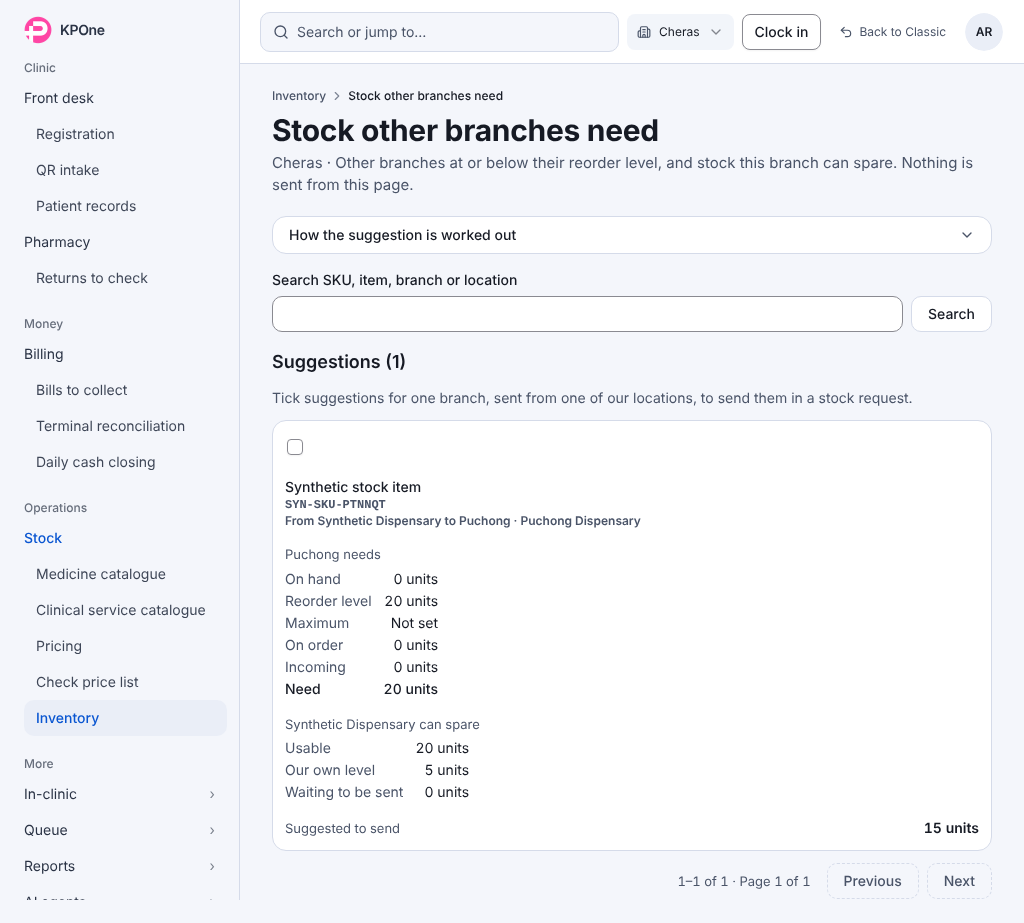 KPOne
Clinic
Front desk
Registration
QR intake
Patient records
Pharmacy
Returns to check
Money
Billing
Bills to collect
Terminal reconciliation
Daily cash closing
Operations
Stock
Medicine catalogue
Clinical service catalogue
Pricing
Check price list
Inventory
More
In-clinic
Queue
Reports
Search or jump to...
Cheras
Clock in
Back to Classic
AR
Inventory > Stock other branches need
Stock other branches need
Cheras · Other branches at or below their reorder level, and stock this branch can spare. Nothing is
sent from this page.
How the suggestion is worked out
Search SKU, item, branch or location
Search
Suggestions (1)
Tick suggestions for one branch, sent from one of our locations, to send them in a stock request.
Synthetic stock item
SYN-SKU-PTNNQT
From Synthetic Dispensary to Puchong · Puchong Dispensary
Puchong needs
On hand 0 units
Reorder level 20 units
Maximum Not set
On order 0 units
Incoming 0 units
Need 20 units
Synthetic Dispensary can spare
Usable 20 units
Our own level 5 units
Waiting to be sent 0 units
Suggested to send 15 units
1–1 of 1 · Page 1 of 1
Previous
Next